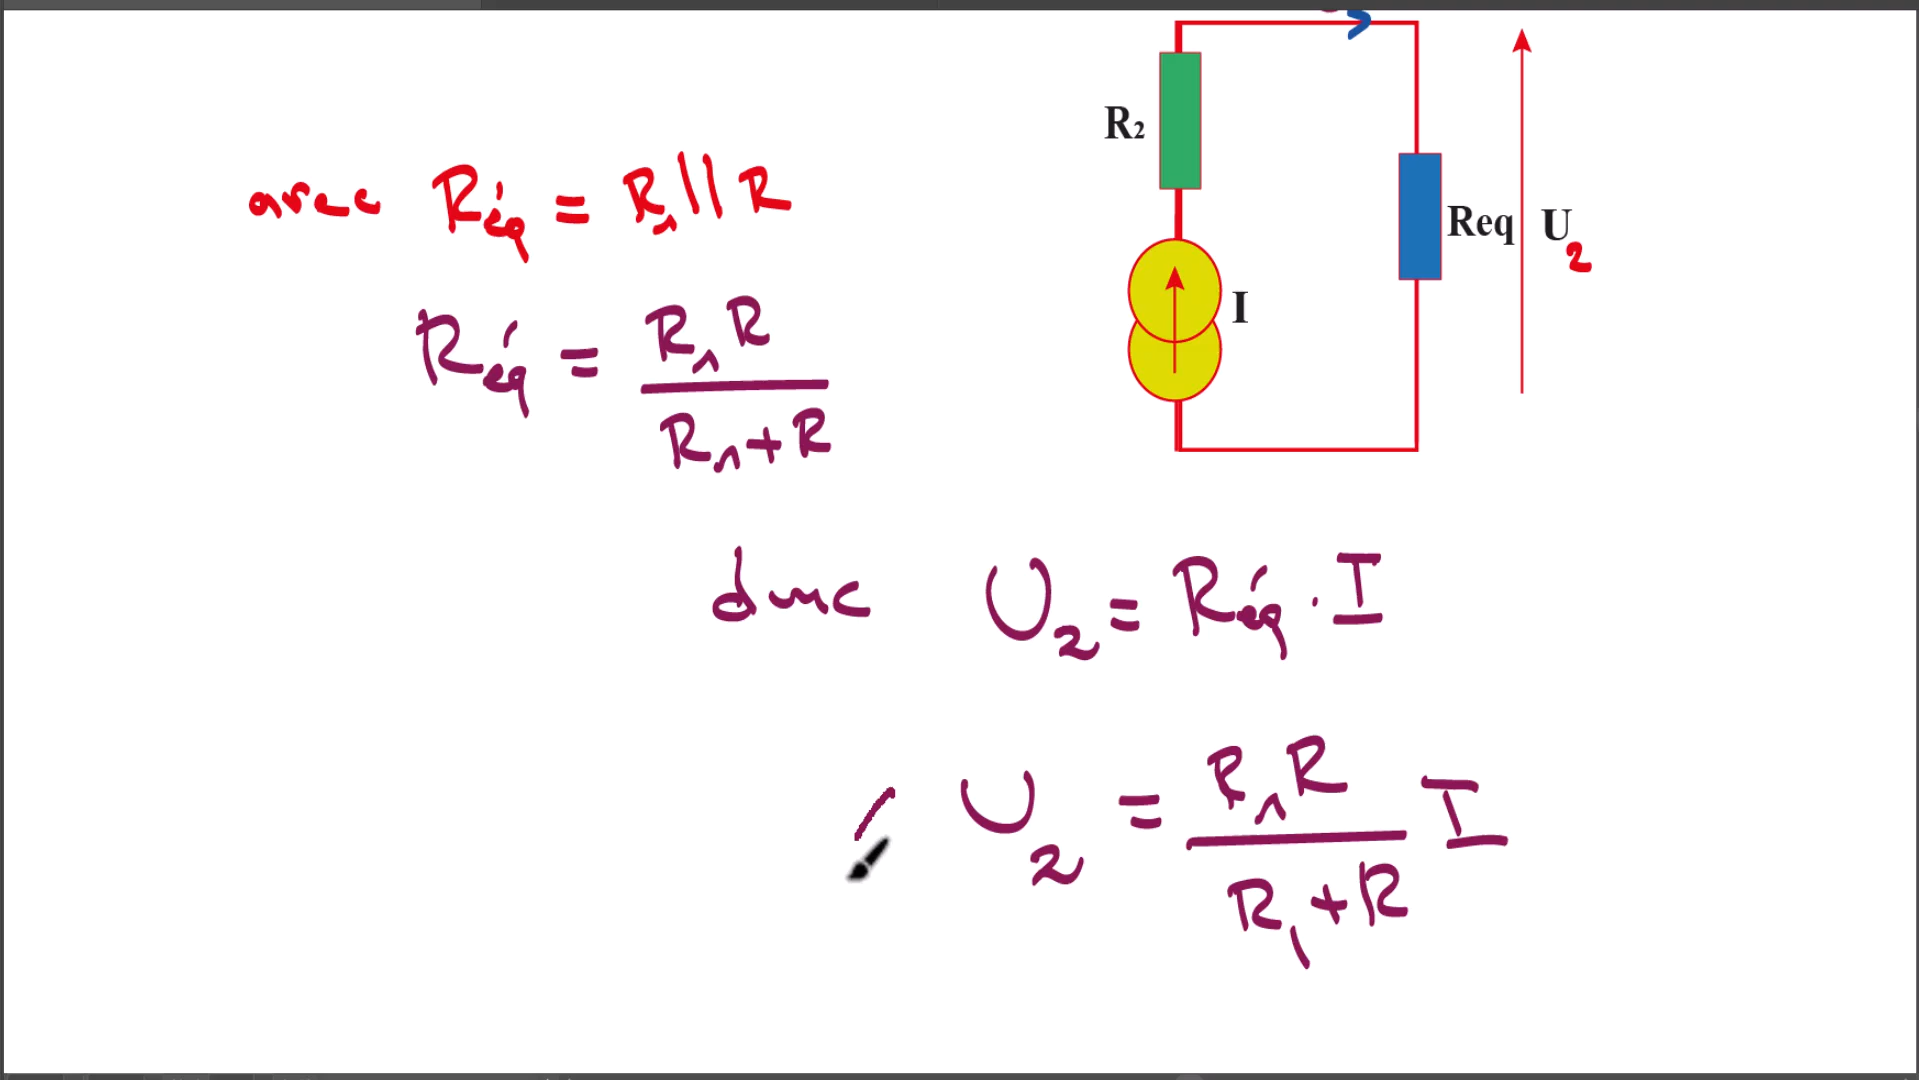 R₂
avec Réq = R₁ // R
Req
U₂
I
Réq = R₁R / R₁+R
donc U₂ = Réq . I
U₂ = R₁R / R₁+R I